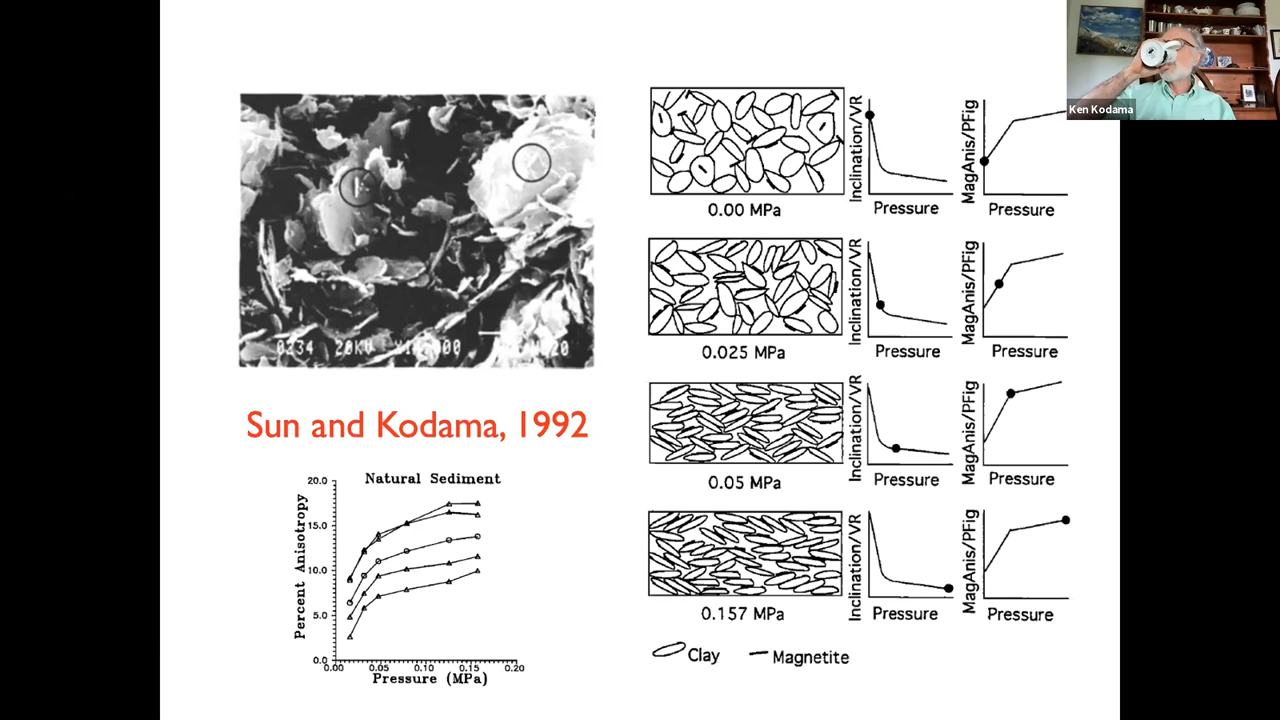 Ken Kodama
0234 20KV
Sun and Kodama, 1992
Natural Sediment
Percent Anisotropy
20.0
15.0
10.0
5.0
0.0
0.00 0.05 0.10 0.15 0.20
Pressure (MPa)
0.00 MPa
Inclination/VR
Pressure
MagAnis/PFig
Pressure
0.025 MPa
Inclination/VR
Pressure
MagAnis/PFig
Pressure
0.05 MPa
Inclination/VR
Pressure
MagAnis/PFig
Pressure
0.157 MPa
Inclination/VR
Pressure
MagAnis/PFig
Pressure
Clay Magnetite